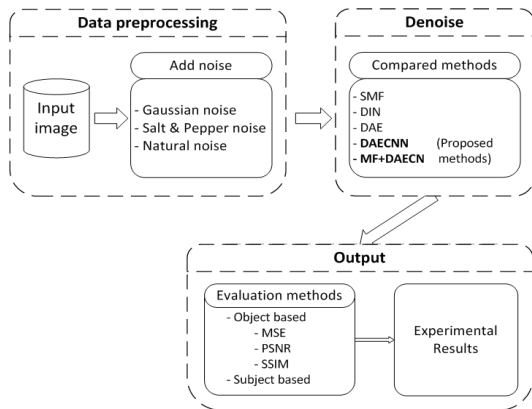 Data preprocessing
Input
image
Add noise
- Gaussian noise
- Salt & Pepper noise
- Natural noise
Denoise
Compared methods
- SMF
- DIN
- DAE
- DAECNN (Proposed
- MF+DAECN methods)
Output
Evaluation methods
- Object based
- MSE
- PSNR
- SSIM
- Subject based
Experimental
Results